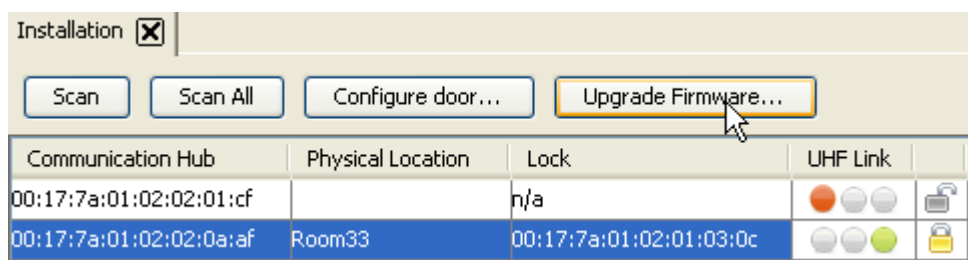 Installation
Scan Scan All Configure door... Upgrade Firmware...
Communication Hub Physical Location Lock UHF Link
00:17:7a:01:02:02:01:cf n/a
00:17:7a:01:02:02:0a:af Room33 00:17:7a:01:02:01:03:0c